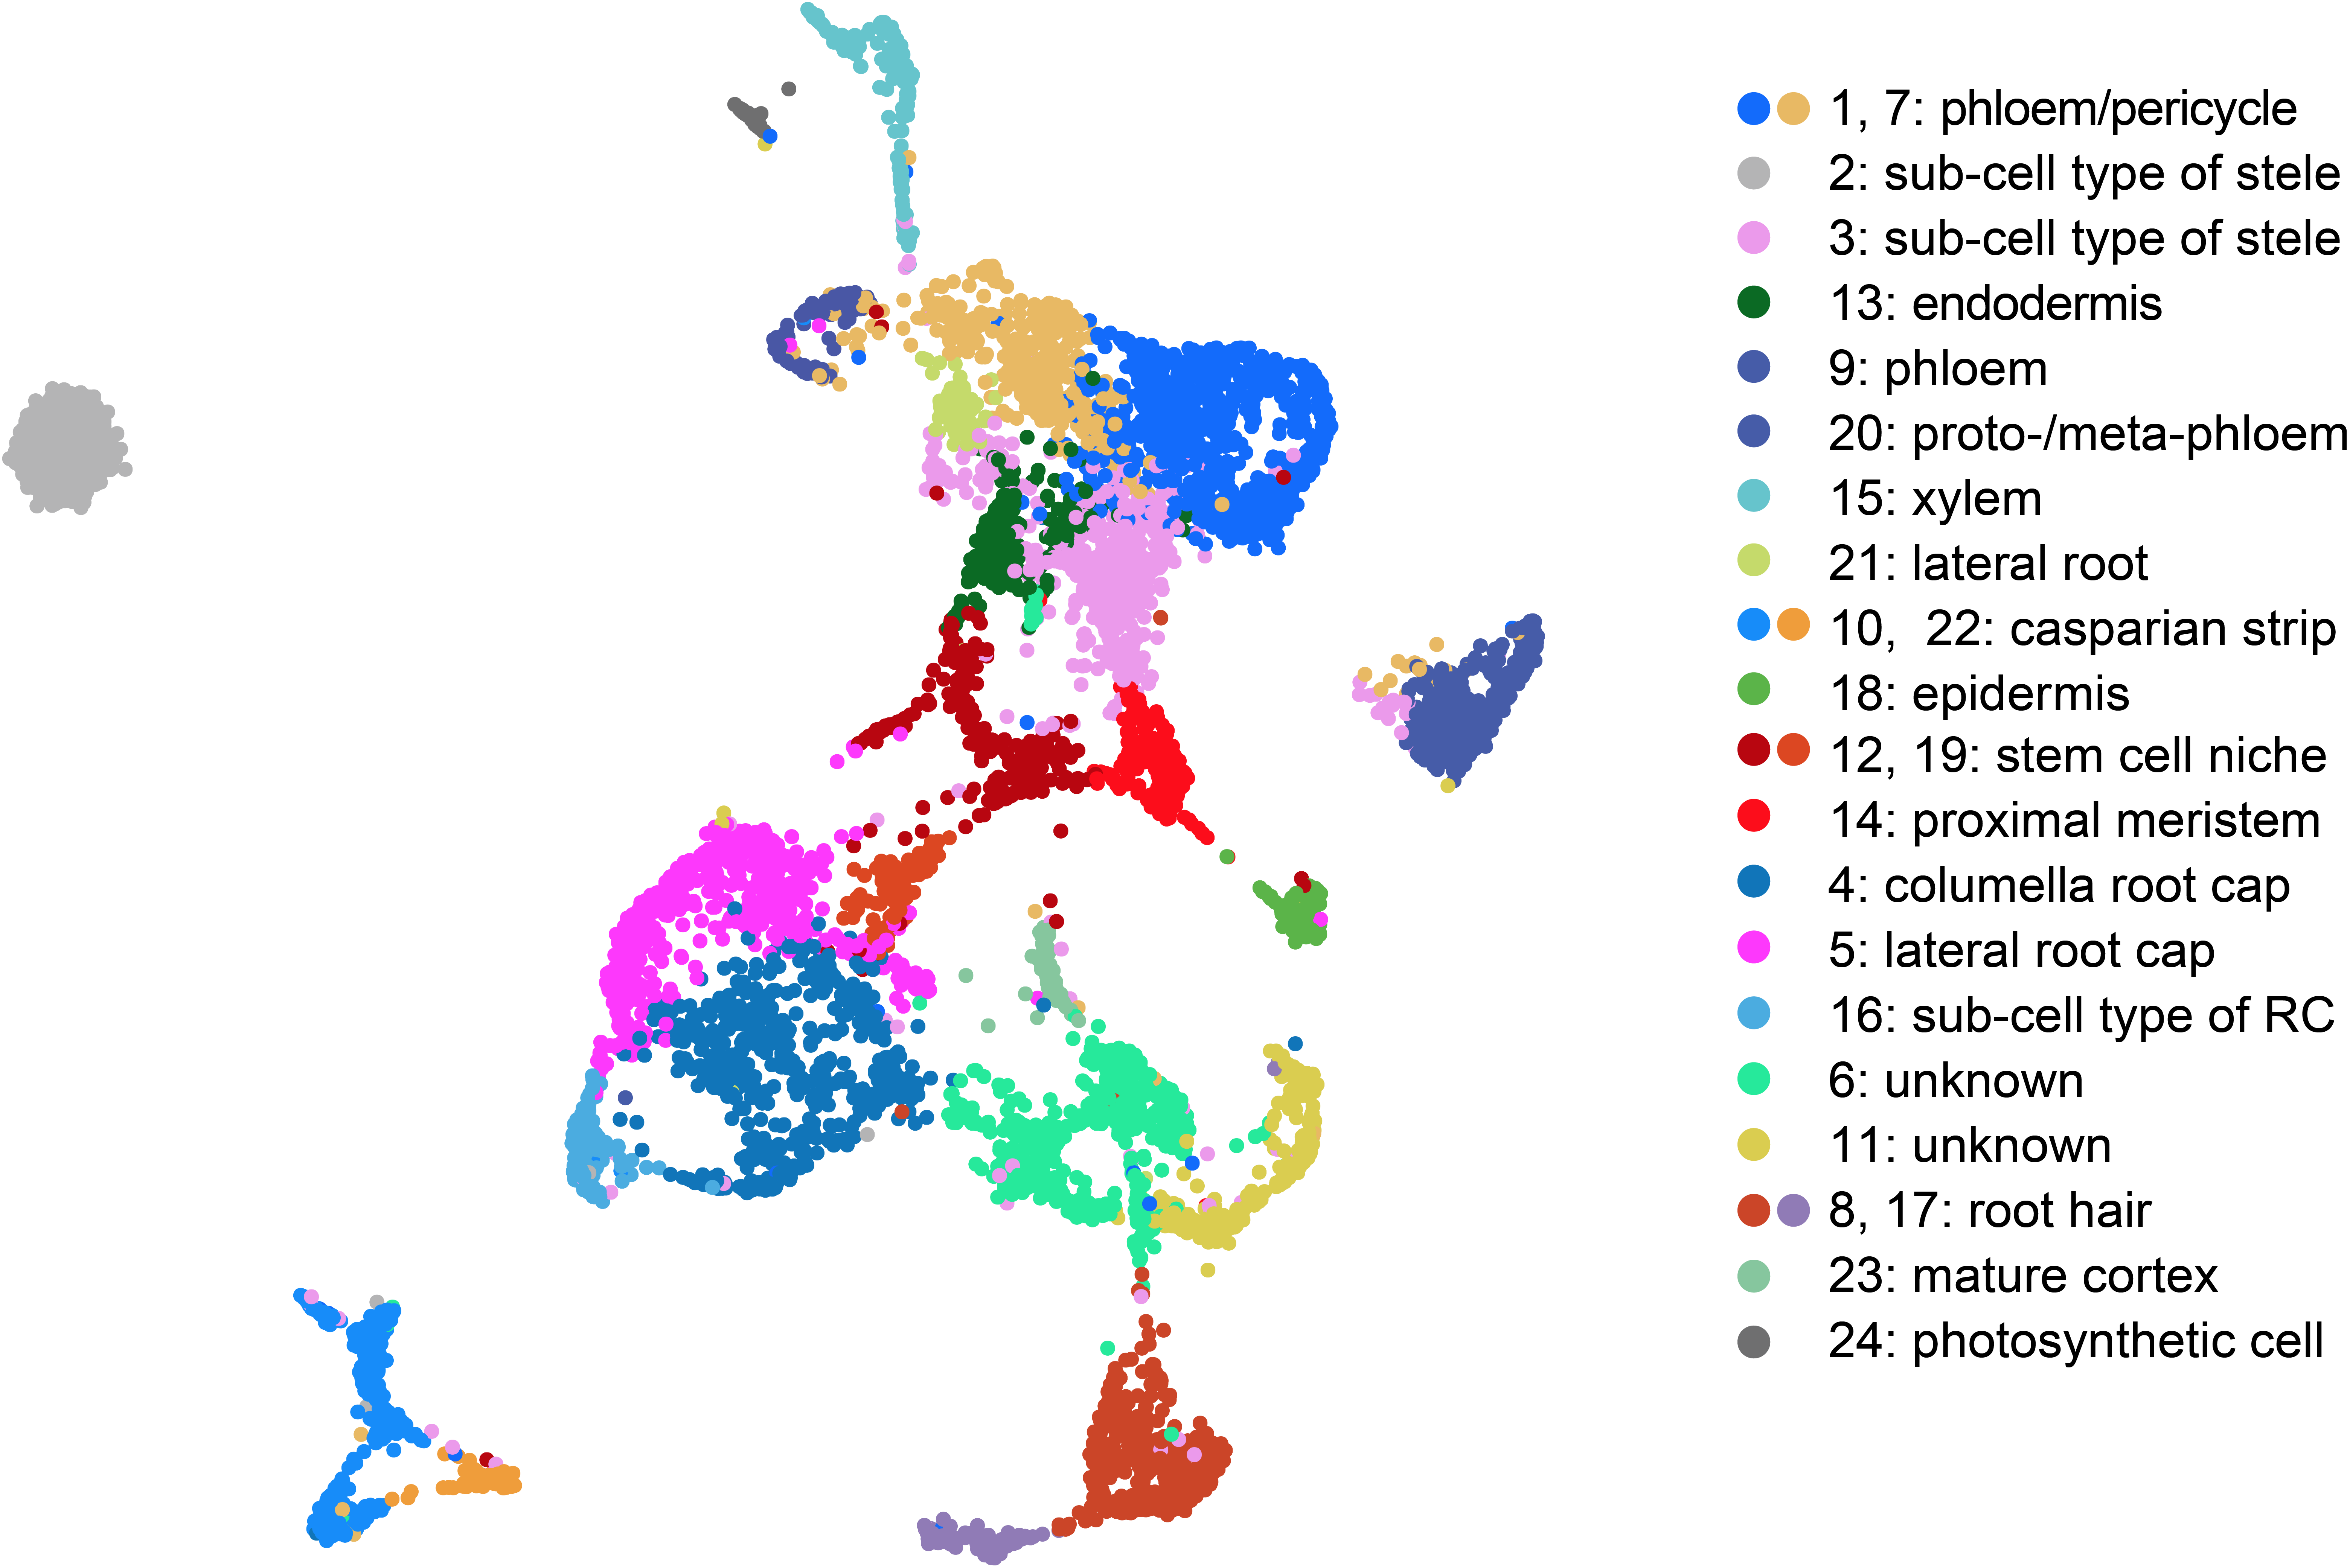 1, 7: phloem/pericycle
2: sub-cell type of stele
3: sub-cell type of stele
13: endodermis
9: phloem
20: proto-/meta-phloem
15: xylem
21: lateral root
10, 22: casparian strip
18: epidermis
12, 19: stem cell niche
14: proximal meristem
4: columella root cap
5: lateral root cap
16: sub-cell type of RC
6: unknown
11: unknown
8, 17: root hair
23: mature cortex
24: photosynthetic cell